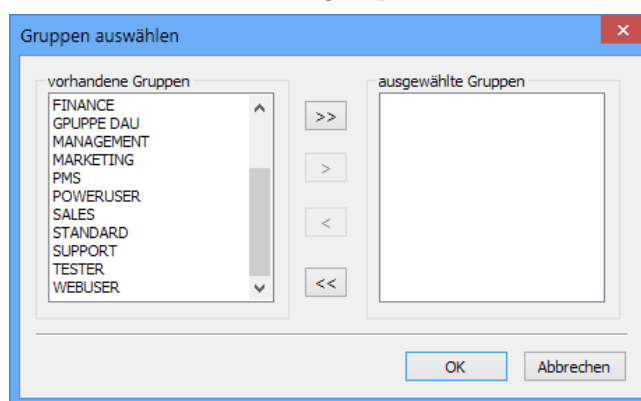 Gruppen auswählen
vorhandene Gruppen
FINANCE
GPUPPE DAU
MANAGEMENT
MARKETING
PMS
POWERUSER
SALES
STANDARD
SUPPORT
TESTER
WEBUSER
>>
>
<
<<
ausgewählte Gruppen
OK
Abbrechen